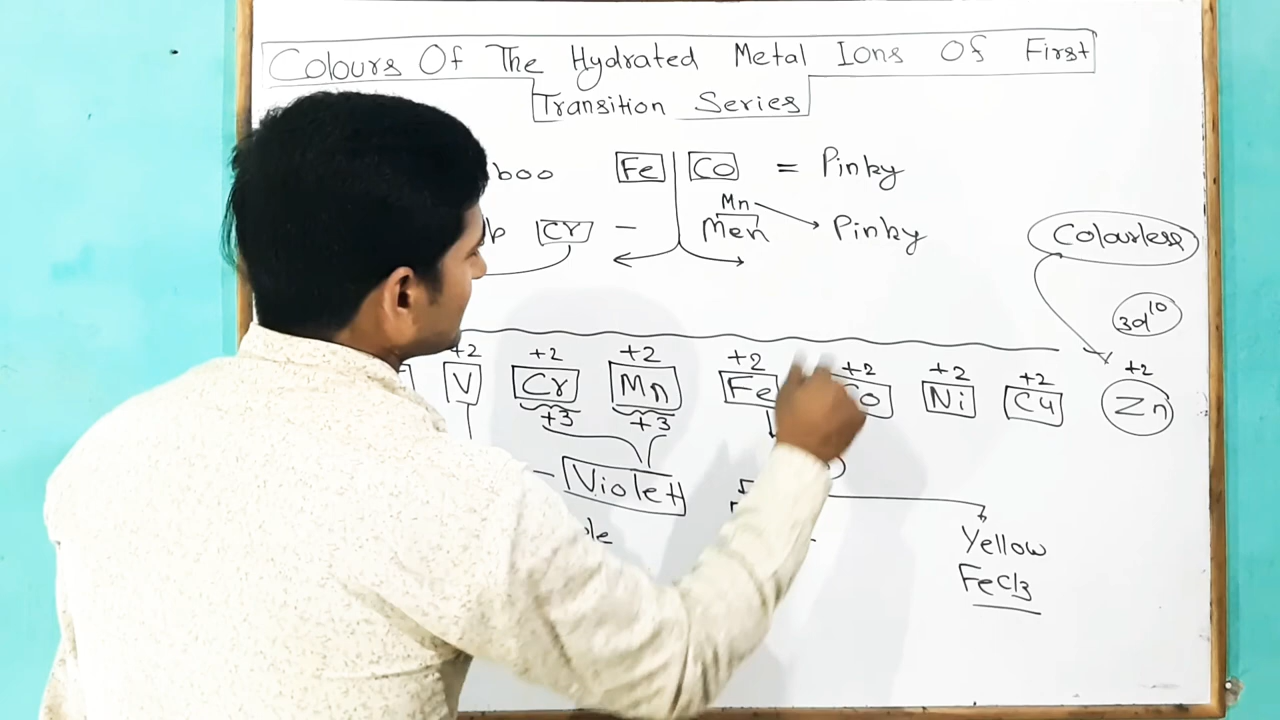 Colours Of The Hydrated Metal Ions Of First
Transition Series
boo Fe Co = Pinky
Mn
b Cr - Men Pinky
Colourless
3d¹⁰
+2 +2 +2 +2 +2 +2 +2 +2
V Cr Mn Fe Co Ni Cu Zn
+3 +3
- Violet
Yellow
ole
FeCl3